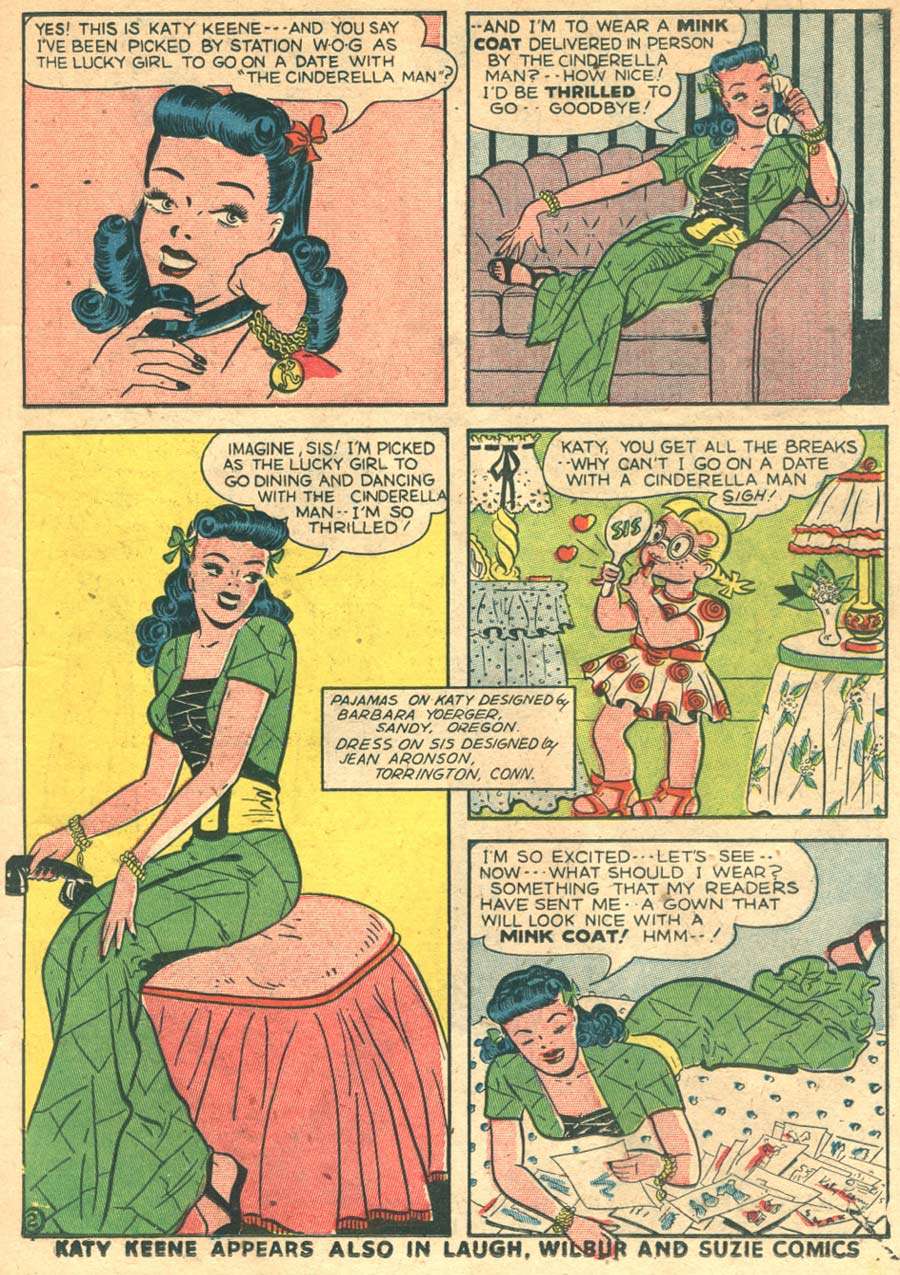 YES! THIS IS KATY KEENE---AND YOU SAY
I'VE BEEN PICKED BY STATION W·O·G AS
THE LUCKY GIRL TO GO ON A DATE WITH
"THE CINDERELLA MAN"?
--AND I'M TO WEAR A MINK
COAT DELIVERED IN PERSON
BY THE CINDERELLA
MAN?--HOW NICE!
I'D BE THRILLED TO
GO-- GOODBYE!
IMAGINE, SIS! I'M PICKED
AS THE LUCKY GIRL TO
GO DINING AND DANCING
WITH THE CINDERELLA
MAN--I'M SO
THRILLED!
KATY, YOU GET ALL THE BREAKS
--WHY CAN'T I GO ON A DATE
WITH A CINDERELLA MAN
SIGH!
SIS
PAJAMAS ON KATY DESIGNED by
BARBARA YOERGER,
SANDY, OREGON.
DRESS ON SIS DESIGNED by
JEAN ARONSON,
TORRINGTON, CONN.
I'M SO EXCITED---LET'S SEE--
NOW---WHAT SHOULD I WEAR?
SOMETHING THAT MY READERS
HAVE SENT ME--A GOWN THAT
WILL LOOK NICE WITH A
MINK COAT! HMM--!
2
KATY KEENE APPEARS ALSO IN LAUGH, WILBUR AND SUZIE COMICS